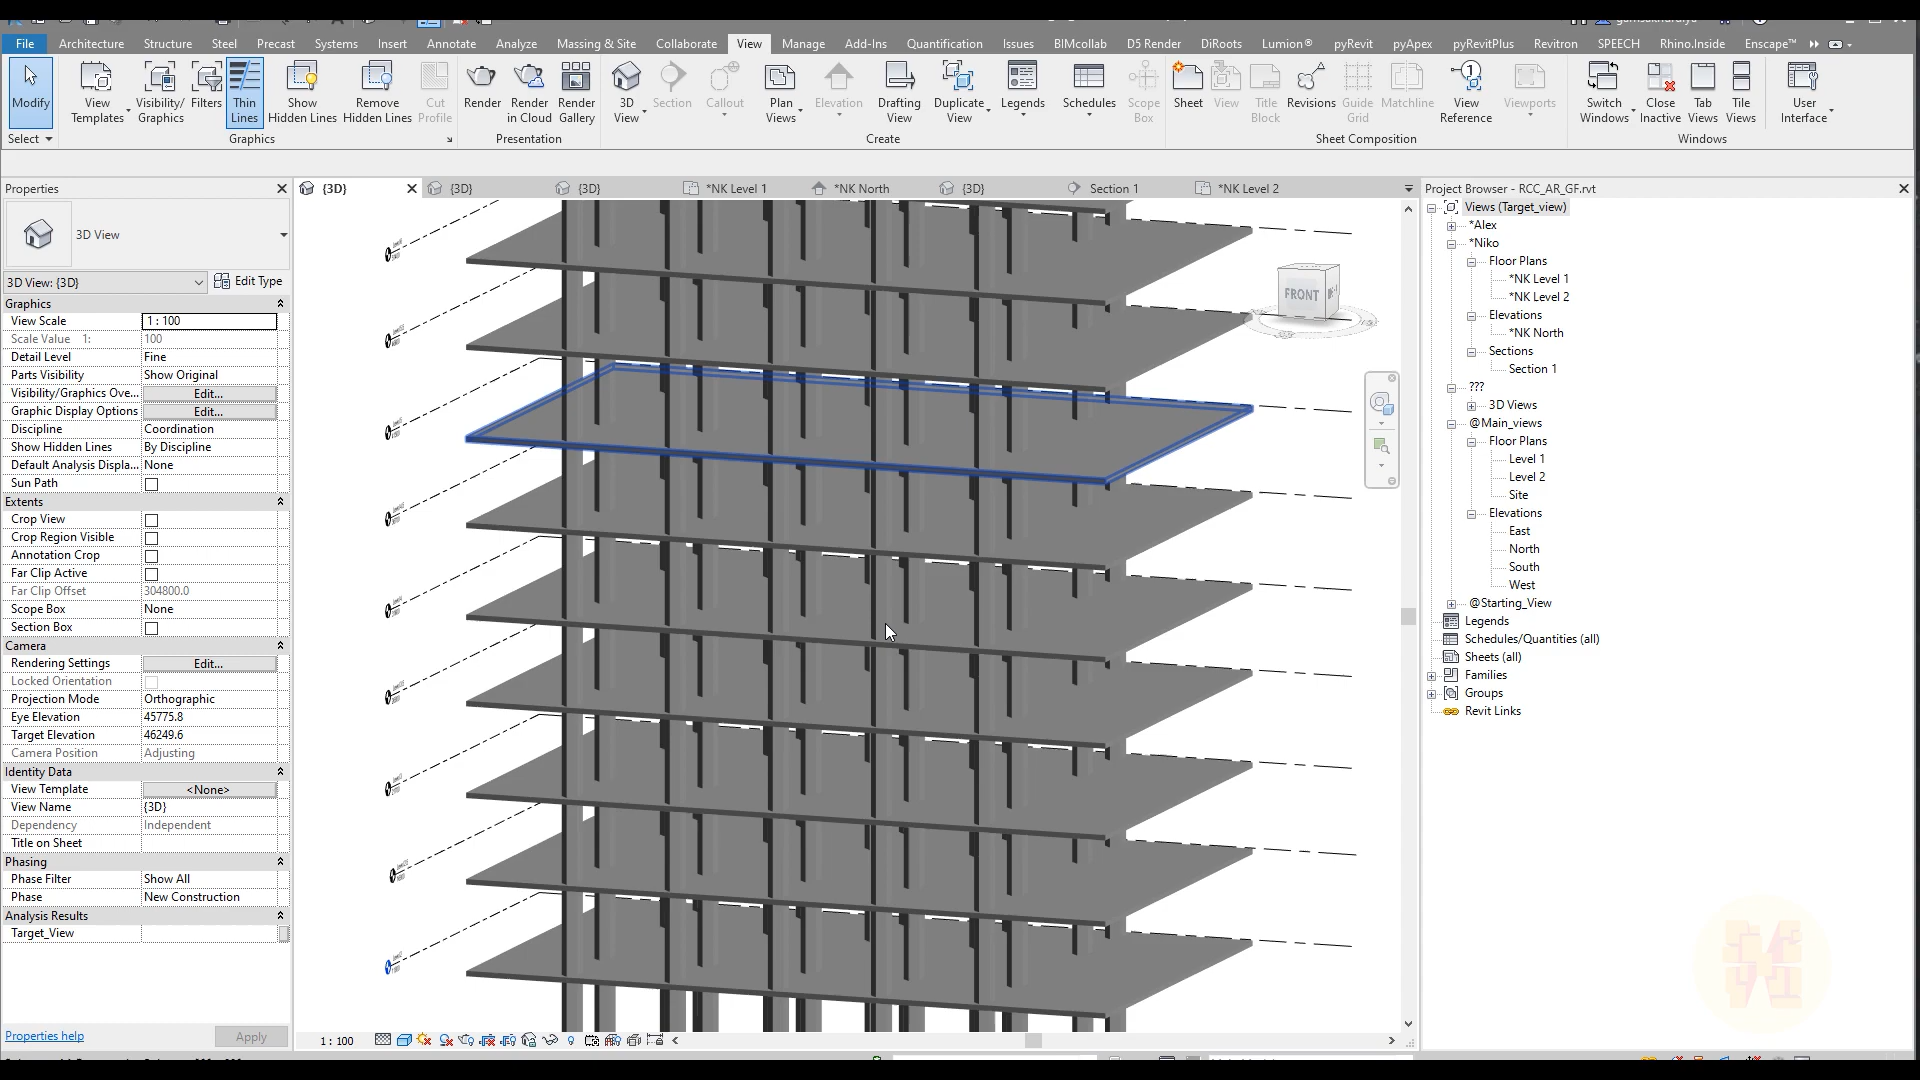 File Architecture Structure Steel Precast Systems Insert Annotate Analyze Massing & Site Collaborate View Manage Add-Ins Quantification Issues BIMcollab D5 Render DiRoots Lumion® pyRevit pyApex pyRevitPlus Revitron SPEECH Rhino.Inside Enscape™
Modify
View Templates
Visibility/ Graphics
Filters
Thin Lines
Show Hidden Lines
Remove Hidden Lines
Cut Profile
Render
Render in Cloud
Render Gallery
3D View
Section
Callout
Plan Views
Elevation
Drafting View
Duplicate View
Legends
Schedules
Scope Box
Sheet
View
Title Block
Revisions
Guide Grid
Matchline
View Reference
Viewports
Switch Windows
Close Inactive
Tab Views
Tile Views
User Interface
Select Graphics Presentation Create Sheet Composition Windows
Properties
3D View
3D View: {3D} Edit Type
Graphics
View Scale 1 : 100
Scale Value 1: 100
Detail Level Fine
Parts Visibility Show Original
Visibility/Graphics Ove... Edit...
Graphic Display Options Edit...
Discipline Coordination
Show Hidden Lines By Discipline
Default Analysis Displa... None
Sun Path
Extents
Crop View
Crop Region Visible
Annotation Crop
Far Clip Active
Far Clip Offset 304800.0
Scope Box None
Section Box
Camera
Rendering Settings Edit...
Locked Orientation
Projection Mode Orthographic
Eye Elevation 45775.8
Target Elevation 46249.6
Camera Position Adjusting
Identity Data
View Template <None>
View Name {3D}
Dependency Independent
Title on Sheet
Phasing
Phase Filter Show All
Phase New Construction
Analysis Results
Target_View
Properties help Apply
{3D} {3D} {3D} *NK Level 1 *NK North {3D} Section 1 *NK Level 2
FRONT
1 : 100
Project Browser - RCC_AR_GF.rvt
Views (Target_view)
*Alex
*Niko
Floor Plans
*NK Level 1
*NK Level 2
Elevations
*NK North
Sections
Section 1
???
3D Views
@Main_views
Floor Plans
Level 1
Level 2
Site
Elevations
East
North
South
West
@Starting_View
Legends
Schedules/Quantities (all)
Sheets (all)
Families
Groups
Revit Links